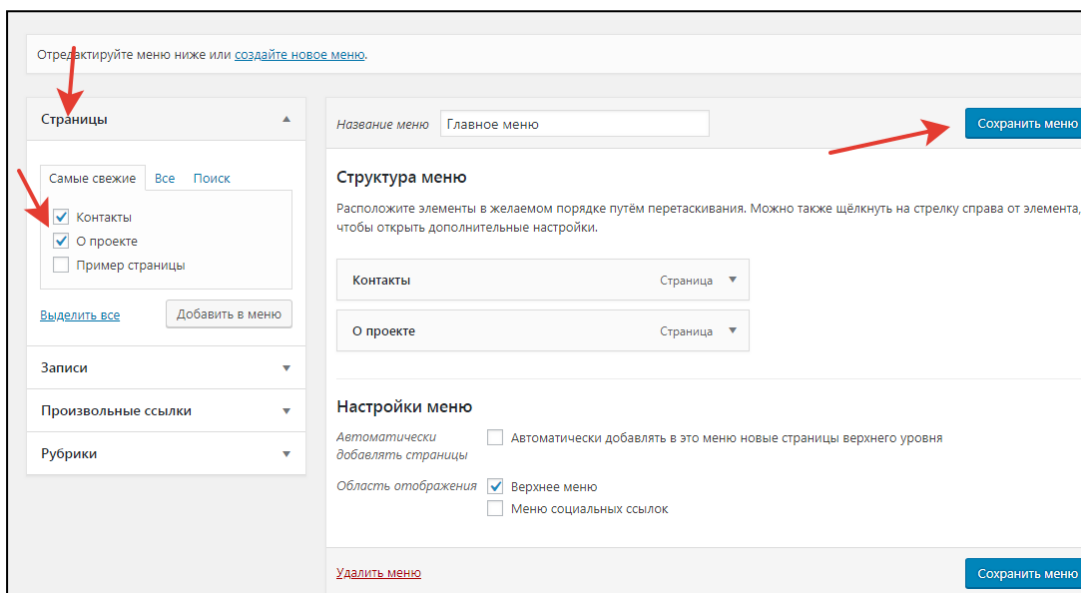 Отредактируйте меню ниже или создайте новое меню.
Страницы
Самые свежие Все Поиск
Контакты
О проекте
Пример страницы
Выделить все Добавить в меню
Записи
Произвольные ссылки
Рубрики
Название меню Главное меню Сохранить меню
Структура меню
Расположите элементы в желаемом порядке путём перетаскивания. Можно также щёлкнуть на стрелку справа от элемента,
чтобы открыть дополнительные настройки.
Контакты Страница
О проекте Страница
Настройки меню
Автоматически
добавлять страницы
Автоматически добавлять в это меню новые страницы верхнего уровня
Область отображения Верхнее меню
Меню социальных ссылок
Удалить меню Сохранить меню